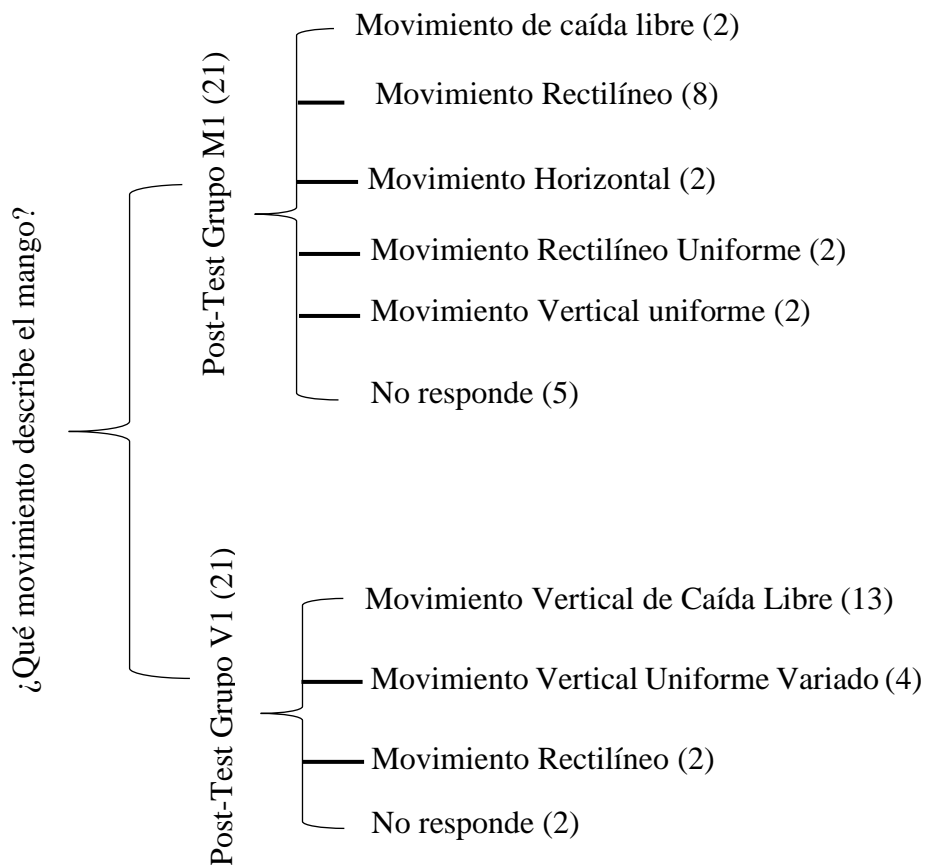 ¿Qué movimiento describe el mango?
Post-Test Grupo M1 (21)
Movimiento de caída libre (2)
Movimiento Rectilíneo (8)
Movimiento Horizontal (2)
Movimiento Rectilíneo Uniforme (2)
Movimiento Vertical uniforme (2)
No responde (5)
Post-Test Grupo V1 (21)
Movimiento Vertical de Caída Libre (13)
Movimiento Vertical Uniforme Variado (4)
Movimiento Rectilíneo (2)
No responde (2)